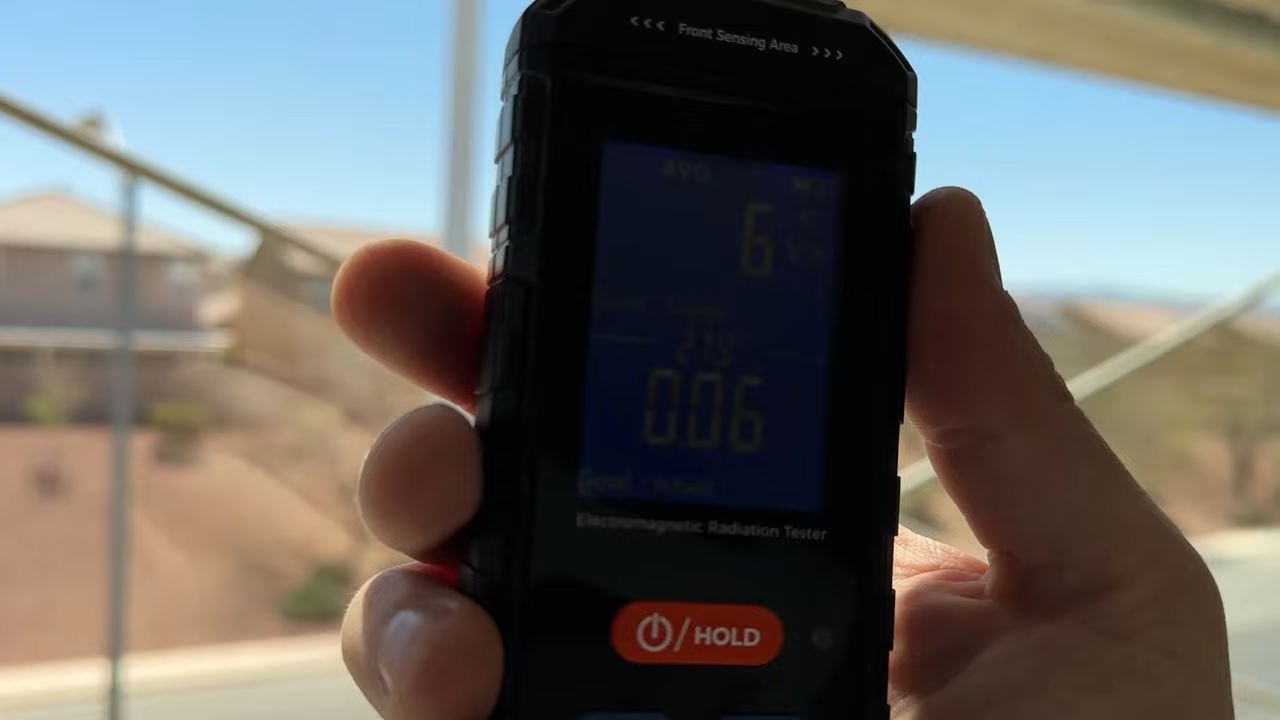 <<< Front Sensing Area >>>
AVG
6
V/m
0.06
Electromagnetic Radiation Tester
/ HOLD